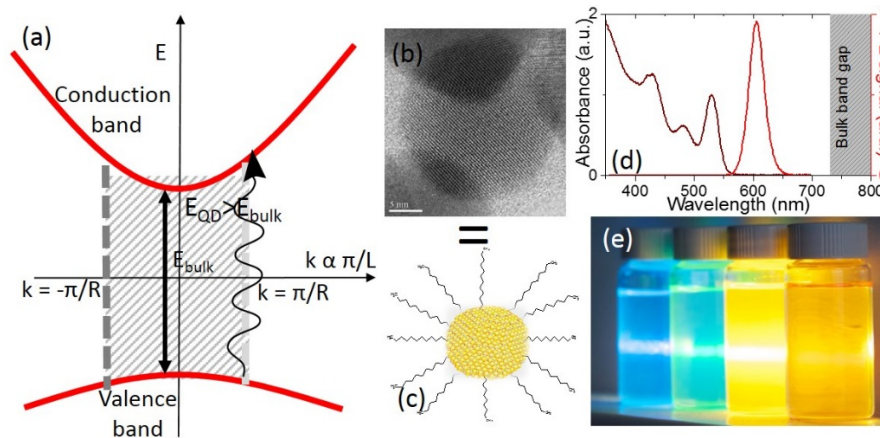 (a)
E
Conduction
band
E_QD>E_bulk
E_bulk
k α π/L
k = -π/R
k = π/R
Valence
band
(b)
5 nm
=
(c)
2
1
0
Absorbance (a.u.)
(d)
Bulk band gap
400 500 600 700 800
Wavelength (nm)
(e)